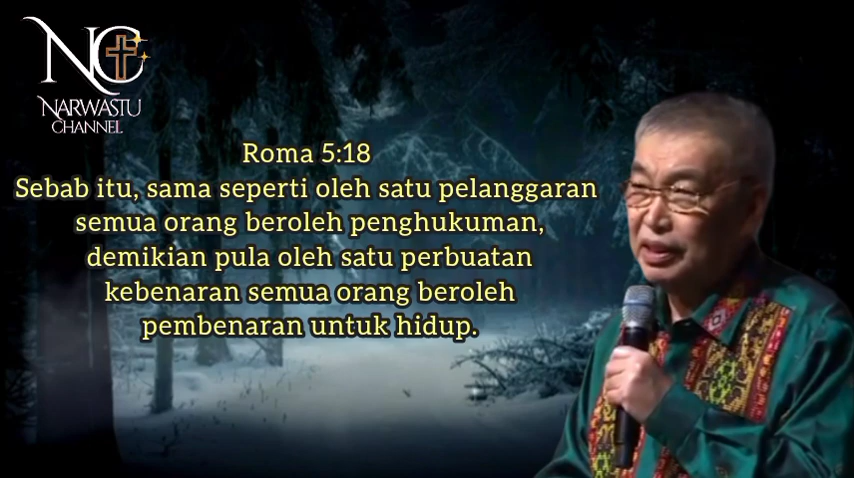 NC
NARWASTU
CHANNEL
Roma 5:18
Sebab itu, sama seperti oleh satu pelanggaran
semua orang beroleh penghukuman,
demikian pula oleh satu perbuatan
kebenaran semua orang beroleh
pembenaran untuk hidup.